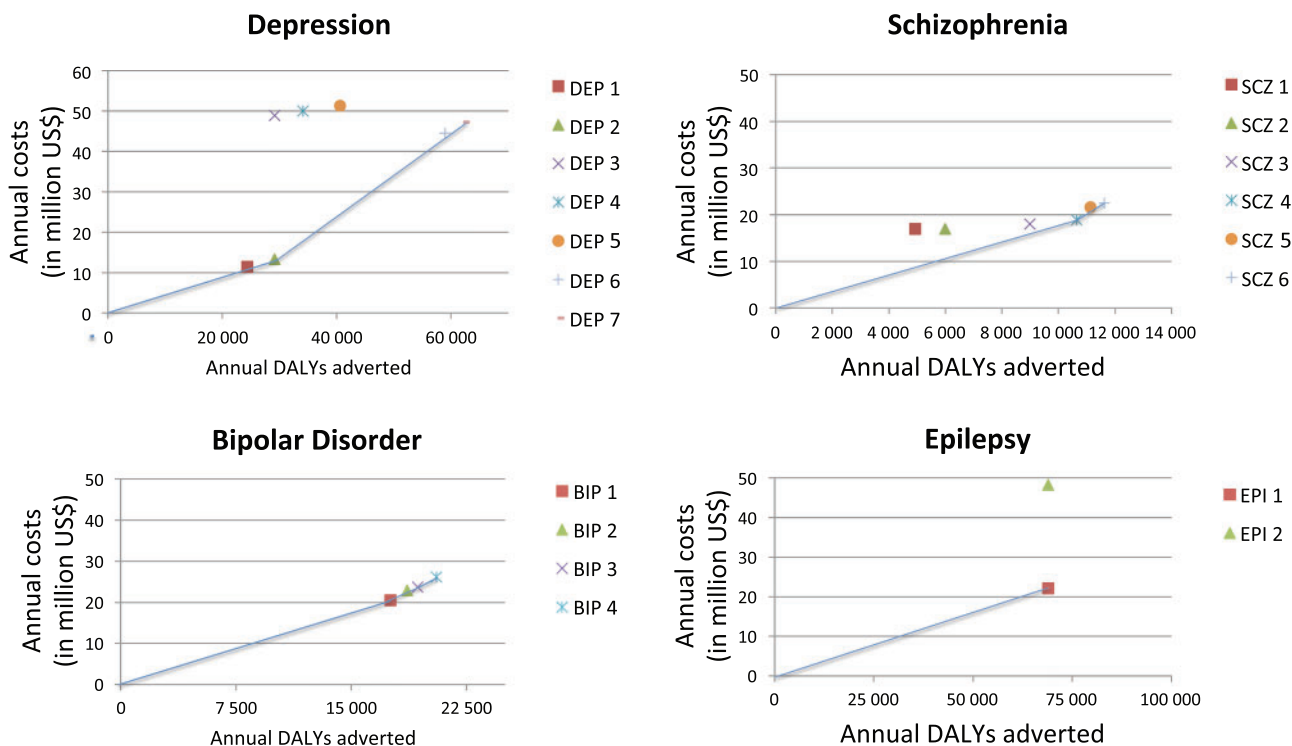 Depression
Annual costs
(in million US$)
60
50
40
30
20
10
0
0 20 000 40 000 60 000
Annual DALYs adverted
DEP 1
DEP 2
DEP 3
DEP 4
DEP 5
DEP 6
DEP 7
Schizophrenia
Annual costs
(in million US$)
50
40
30
20
10
0
0 2 000 4 000 6 000 8 000 10 000 12 000 14 000
Annual DALYs adverted
SCZ 1
SCZ 2
SCZ 3
SCZ 4
SCZ 5
SCZ 6
Bipolar Disorder
Annual costs
(in million US$)
50
40
30
20
10
0
0 7 500 15 000 22 500
Annual DALYs adverted
BIP 1
BIP 2
BIP 3
BIP 4
Epilepsy
Annual costs
(in million US$)
50
40
30
20
10
0
0 25 000 50 000 75 000 100 000
Annual DALYs adverted
EPI 1
EPI 2